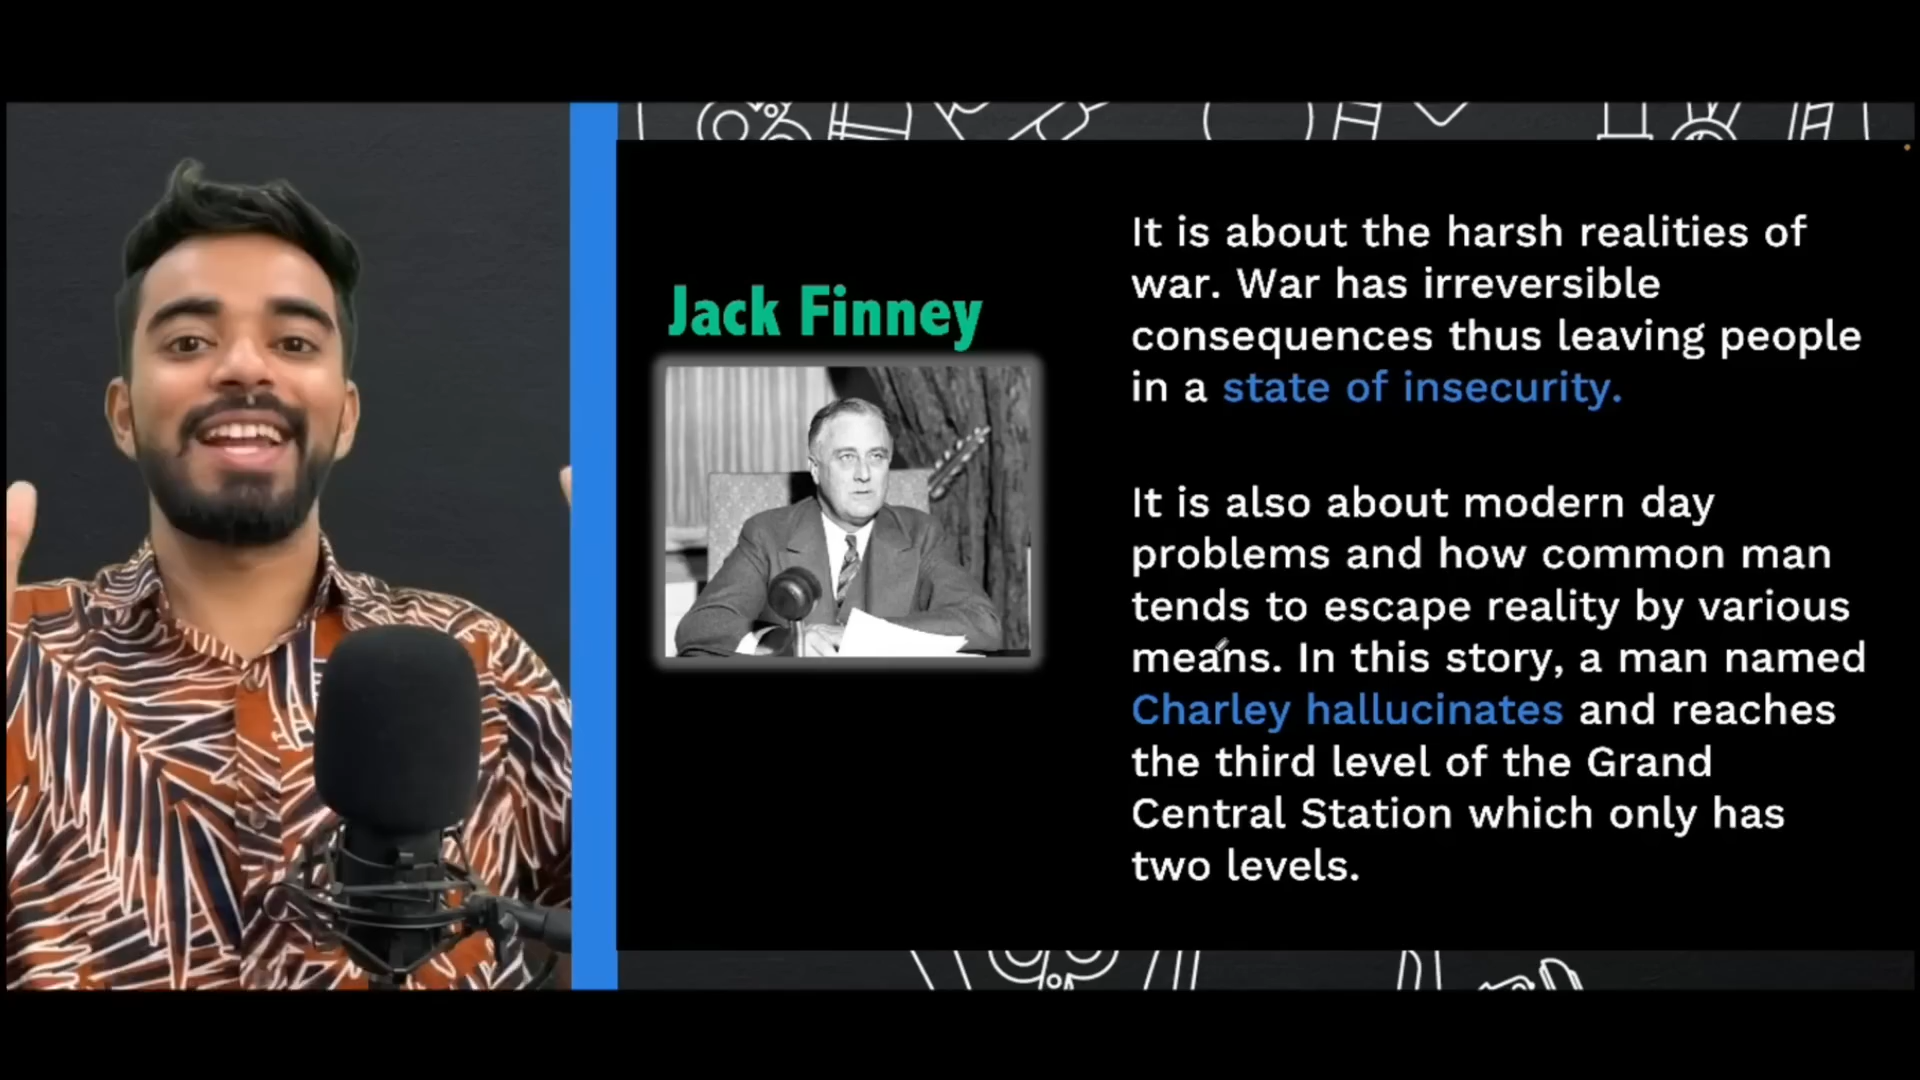 Jack Finney
It is about the harsh realities of
war. War has irreversible
consequences thus leaving people
in a state of insecurity.
It is also about modern day
problems and how common man
tends to escape reality by various
means. In this story, a man named
Charley hallucinates and reaches
the third level of the Grand
Central Station which only has
two levels.